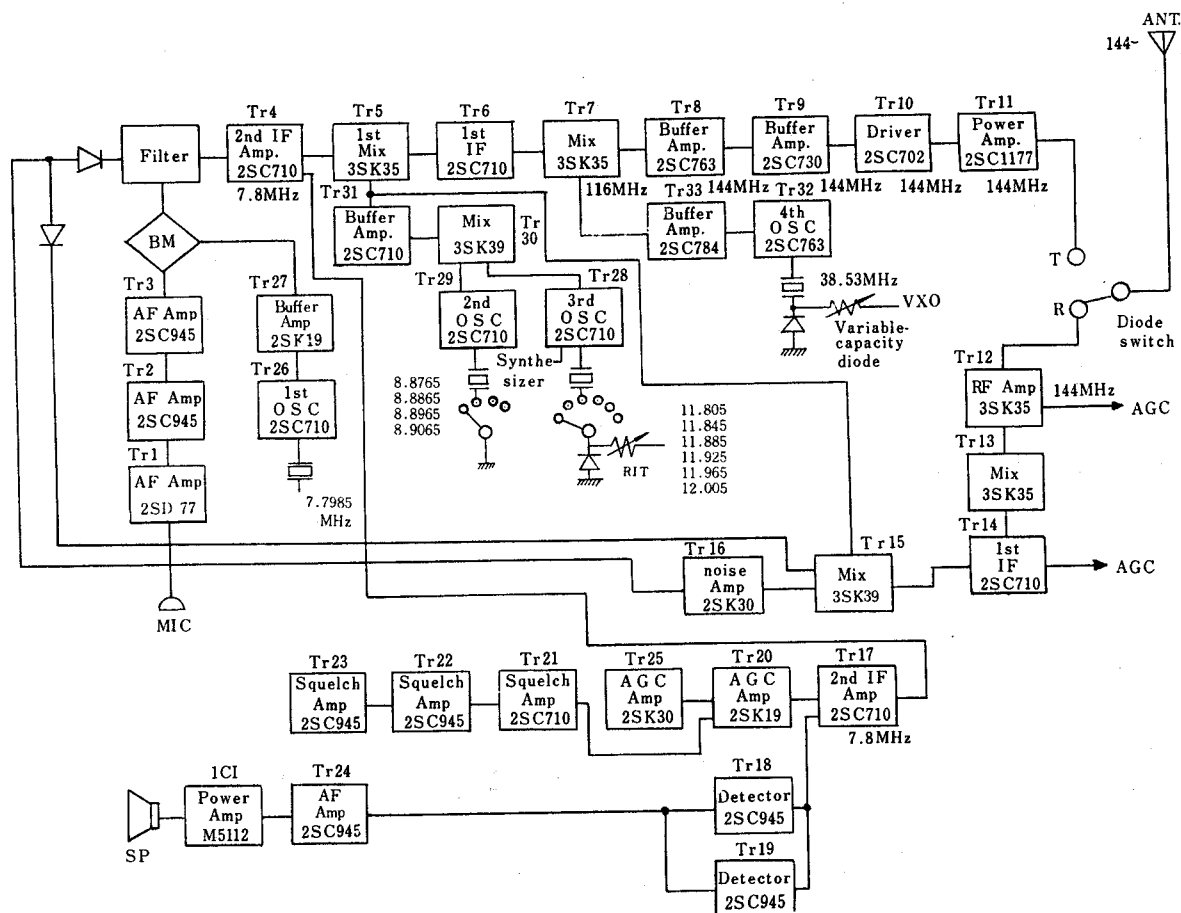 ANT.
144~
Tr4
2nd IF
Amp.
2SC710
7.8MHz
Tr5
1st
Mix
3SK35
Tr6
1st
IF
2SC710
Tr7
Mix
3SK35
116MHz
Tr8
Buffer
Amp.
2SC763
144MHz
Tr9
Buffer
Amp.
2SC730
144MHz
Tr10
Driver
2SC702
144MHz
Tr11
Power
Amp.
2SC1177
144MHz
Filter
BM
Tr31
Buffer
Amp.
2SC710
Mix
3SK39
Tr
30
Tr33
Buffer
Amp.
2SC784
Tr32
4th
OSC
2SC763
38.53MHz
VXO
Variable-
capacity
diode
T
R
Diode
switch
Tr3
AF Amp
2SC945
Tr27
Buffer
Amp
2SK19
Tr29
2nd
OSC
2SC710
Tr28
3rd
OSC
2SC710
Synthe-
sizer
Tr2
AF Amp
2SC945
Tr26
1st
OSC
2SC710
8.8765
8.8865
8.8965
8.9065
11.805
11.845
11.885
11.925
11.965
12.005
RIT
Tr12
RF Amp
3SK35
144MHz
AGC
Tr1
AF Amp
2SD 77
7.7985
MHz
Tr13
Mix
3SK35
Tr14
1st
IF
2SC710
AGC
Tr16
noise
Amp
2SK30
Tr15
Mix
3SK39
MIC
Tr23
Squelch
Amp
2SC945
Tr22
Squelch
Amp
2SC945
Tr21
Squelch
Amp
2SC710
Tr25
AGC
Amp
2SK30
Tr20
AGC
Amp
2SK19
Tr17
2nd IF
Amp
2SC710
7.8MHz
SP
1CI
Power
Amp
M5112
Tr24
AF
Amp
2SC945
Tr18
Detector
2SC945
Tr19
Detector
2SC945